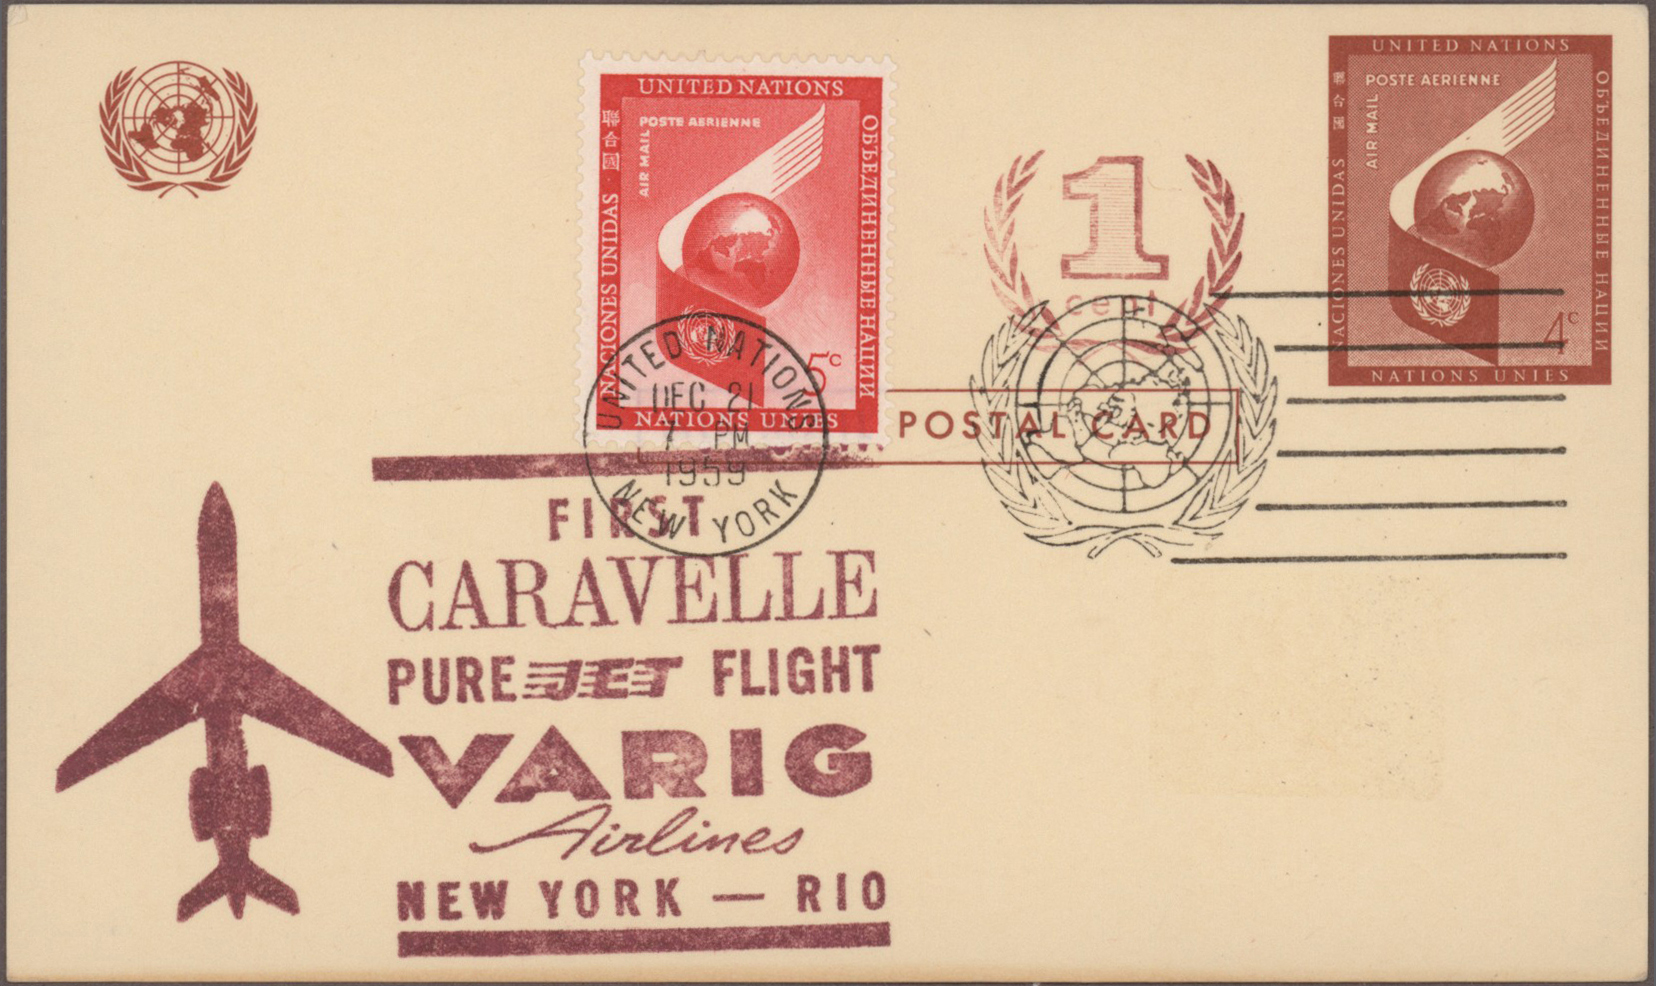 UNITED NATIONS
POSTE AERIENNE
AIR MAIL
聯合國
NACIONES UNIDAS
ОБЪЕДИНЕННЫЕ НАЦИИ
5c
NATIONS UNIES
1
cent
UNITED NATIONS
POSTE AERIENNE
AIR MAIL
聯合國
NACIONES UNIDAS
ОБЪЕДИНЕННЫЕ НАЦИИ
4c
NATIONS UNIES
POSTAL CARD
UNITED NATIONS
DEC 21
PM
1959
NEW YORK
FIRST
CARAVELLE
PURE JET FLIGHT
VARIG
Airlines
NEW YORK — RIO